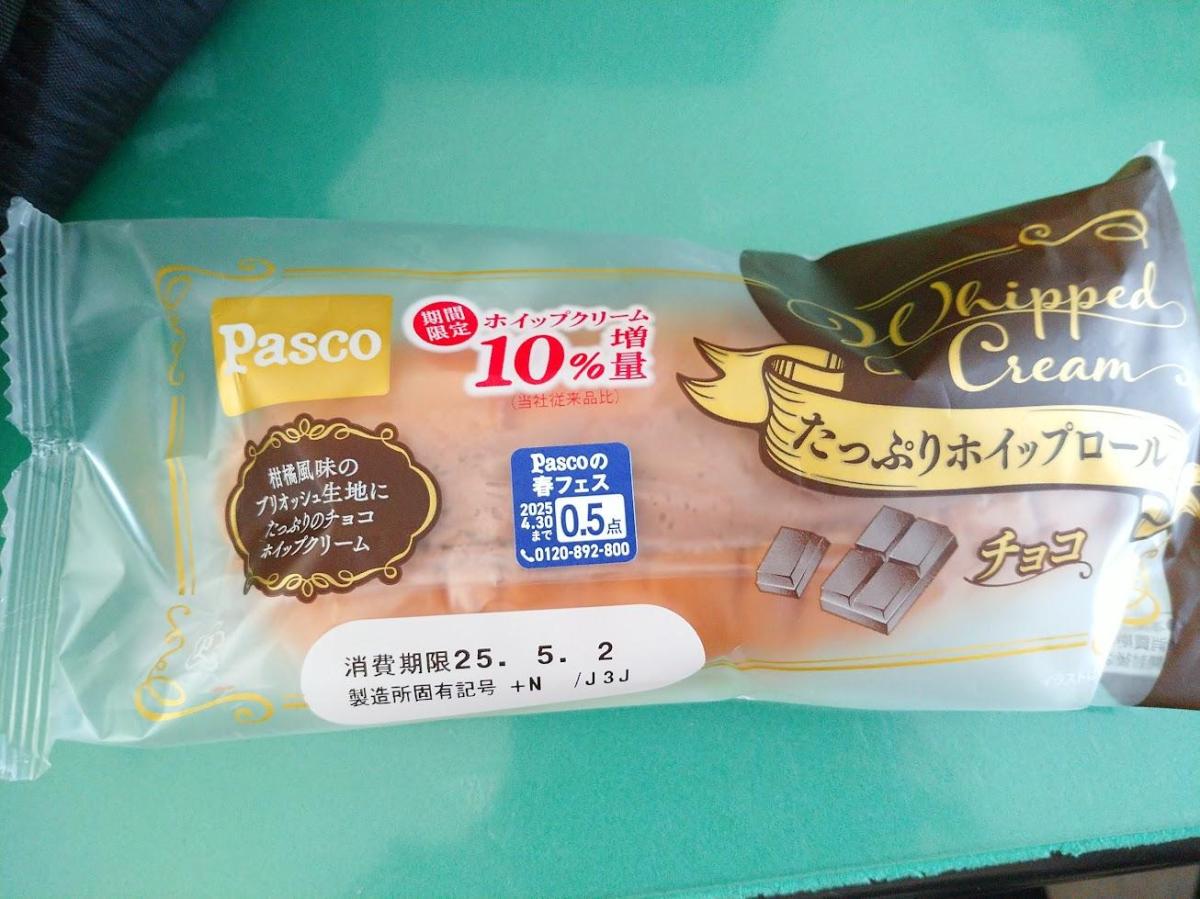 Pasco
期間
限定
ホイップクリーム
10%増量
(当社従来品比)
Whipped
Cream
たっぷりホイップロール
チョコ
柑橘風味の
ブリオッシュ生地に
たっぷりのチョコ
ホイップクリーム
Pascoの
春フェス
2025
4.30
まで
0.5点
0120-892-800
消費期限25. 5. 2
製造所固有記号 +N /J3J
イラスト